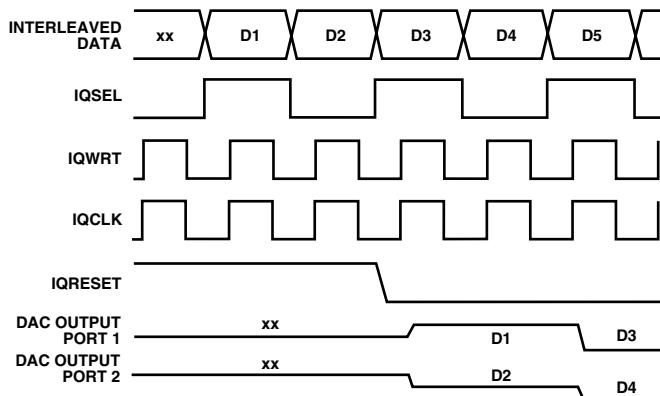 INTERLEAVED
DATA
xx D1 D2 D3 D4 D5
IQSEL
IQWRT
IQCLK
IQRESET
DAC OUTPUT
PORT 1
xx
D1
D3
DAC OUTPUT
PORT 2
xx
D2
D4